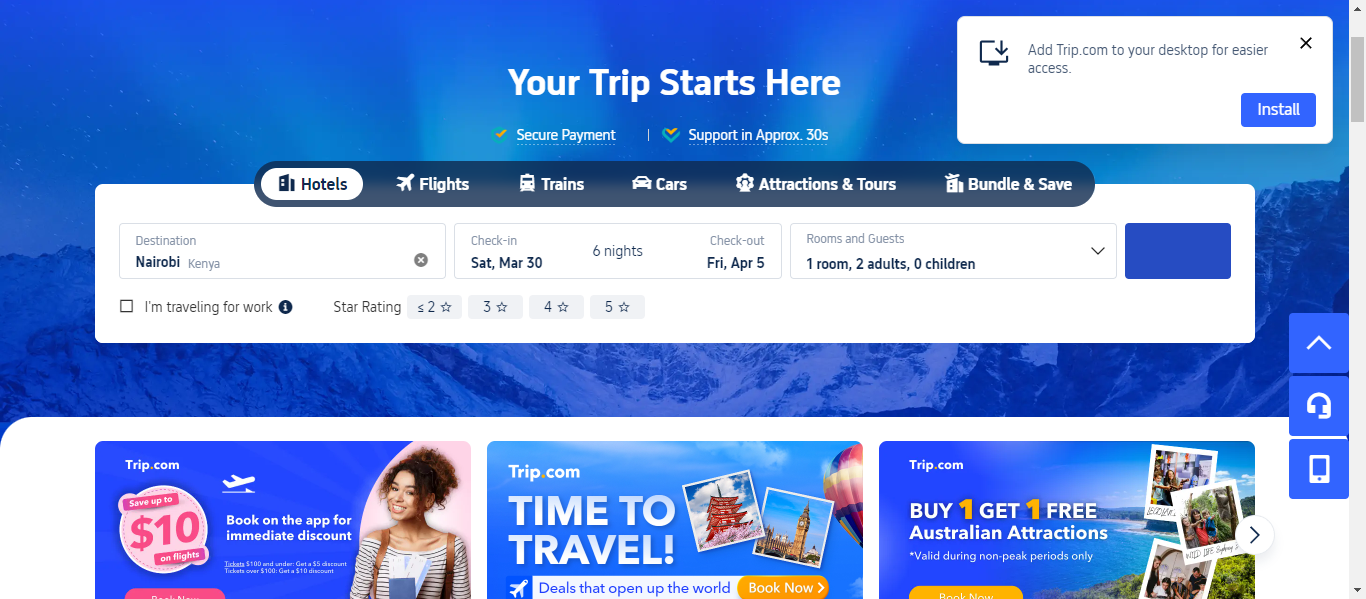 Add Trip.com to your desktop for easier
access.
Install
Your Trip Starts Here
Secure Payment | Support in Approx. 30s
Hotels Flights Trains Cars Attractions & Tours Bundle & Save
Destination
Nairobi Kenya
Check-in
Sat, Mar 30
6 nights
Check-out
Fri, Apr 5
Rooms and Guests
1 room, 2 adults, 0 children
I'm traveling for work
Star Rating ≤ 2 3 4 5
Trip.com
Save up to
$10
on flights
Book on the app for
immediate discount
Tickets $100 and under: Get a $5 discount
Tickets over $100: Get a $10 discount
Book Now
Trip.com
TIME TO
TRAVEL!
Deals that open up the world
Book Now
Trip.com
BUY 1 GET 1 FREE
Australian Attractions
*Valid during non-peak periods only
Book Now